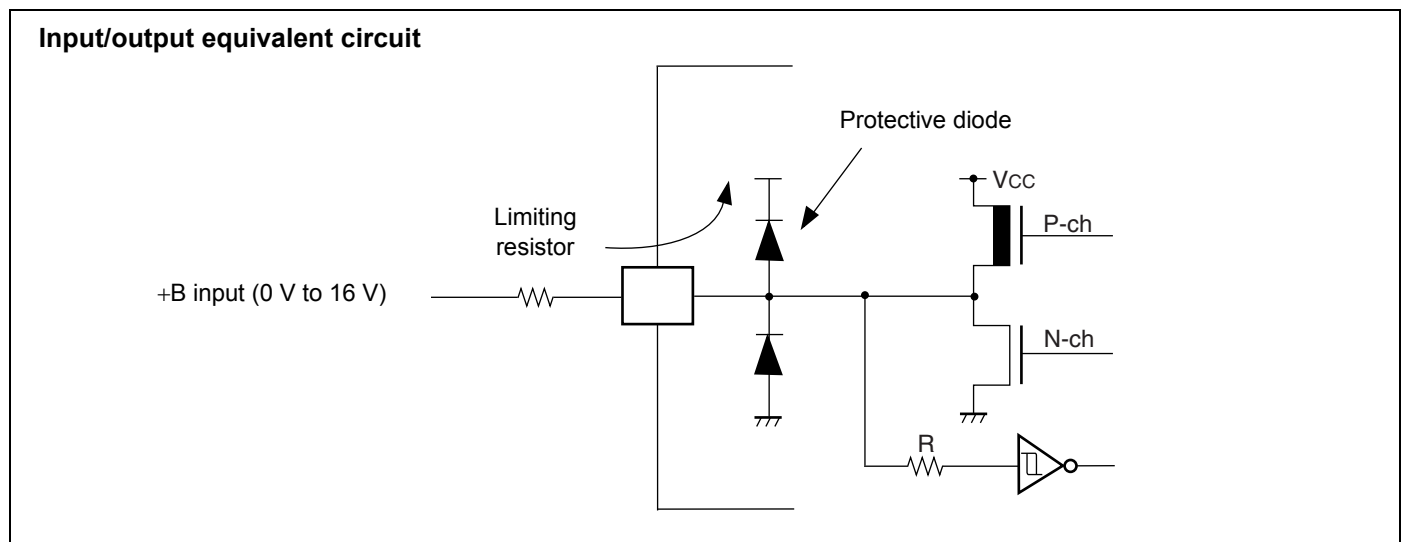 Input/output equivalent circuit
Protective diode
VCC
Limiting
resistor
P-ch
+B input (0 V to 16 V)
N-ch
R